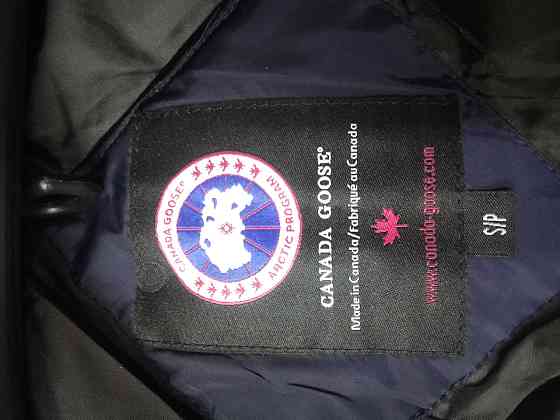 CANADA GOOSE®
ARCTIC PROGRAM
CANADA GOOSE®
Made in Canada/Fabriqué au Canada
www.canada-goose.com
S/P